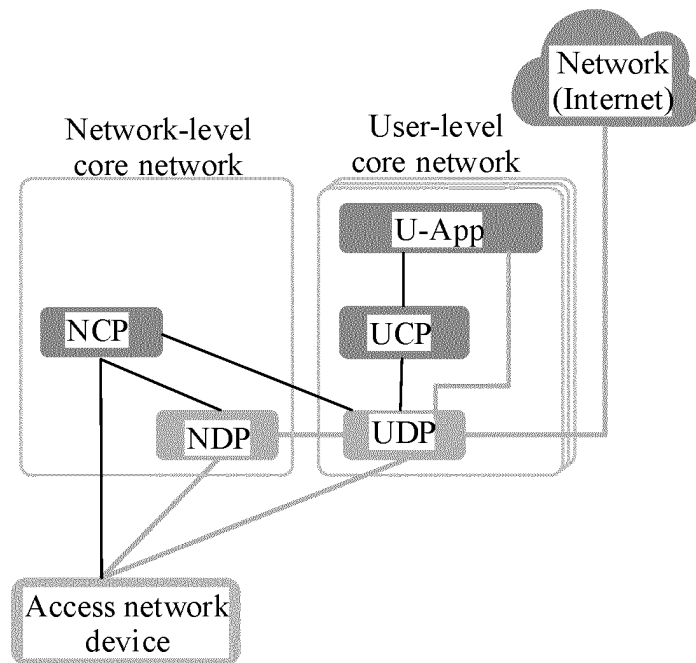 Network
(Internet)
Network-level
core network
User-level
core network
U-App
NCP
UCP
NDP
UDP
Access network
device